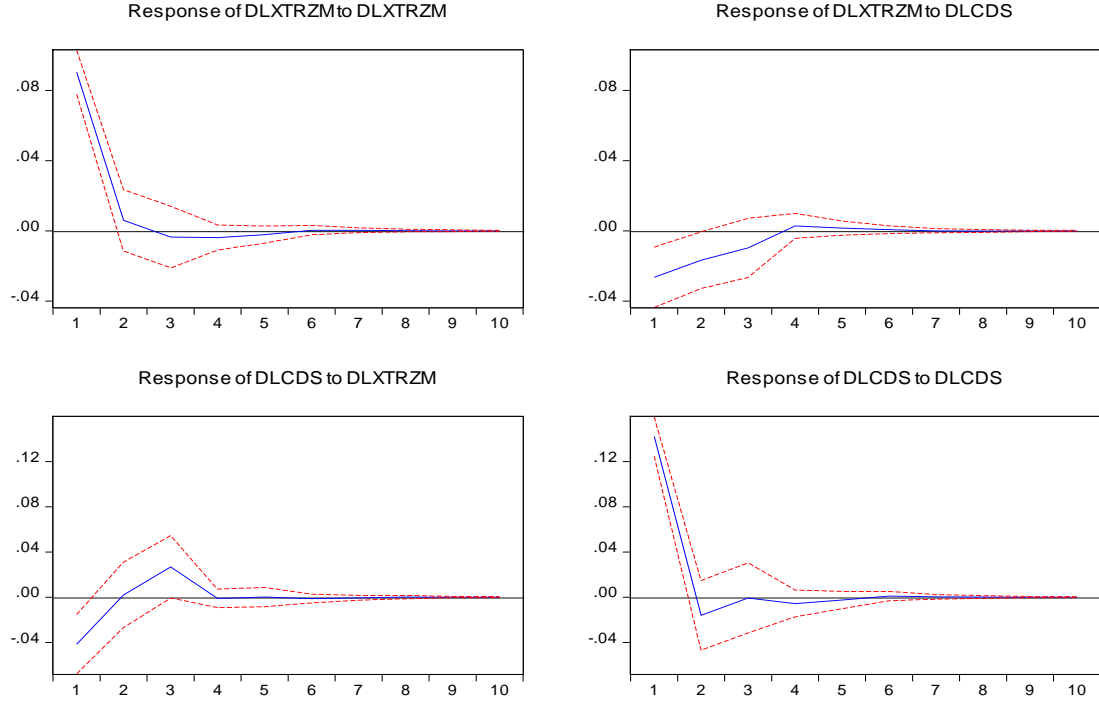 Response of DLXTRZM to DLXTRZM
.08
.04
.00
-.04
1 2 3 4 5 6 7 8 9 10
Response of DLXTRZM to DLCDS
.08
.04
.00
-.04
1 2 3 4 5 6 7 8 9 10
Response of DLCDS to DLXTRZM
.12
.08
.04
.00
-.04
1 2 3 4 5 6 7 8 9 10
Response of DLCDS to DLCDS
.12
.08
.04
.00
-.04
1 2 3 4 5 6 7 8 9 10